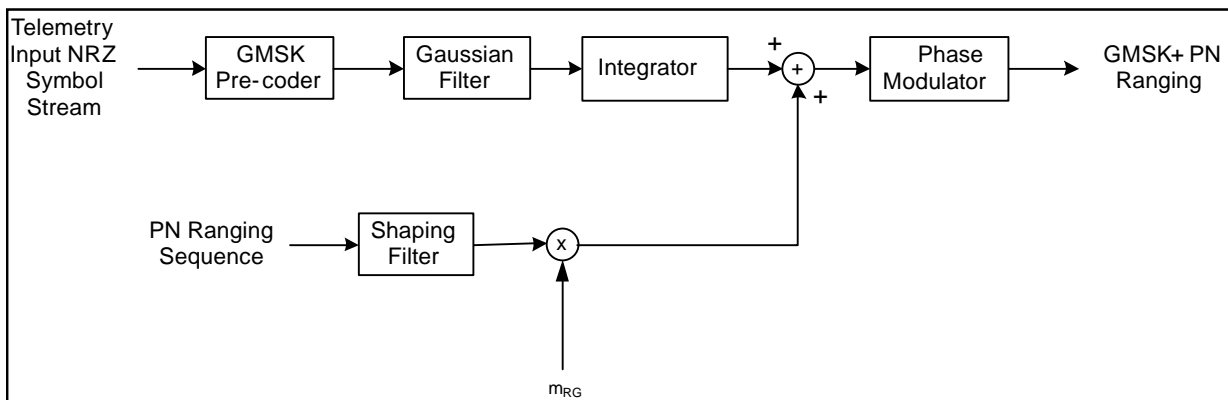 Telemetry
Input NRZ
Symbol
Stream
GMSK
Pre-coder
Gaussian
Filter
Integrator
+
+
+
Phase
Modulator
GMSK+ PN
Ranging
PN Ranging
Sequence
Shaping
Filter
x
mRG